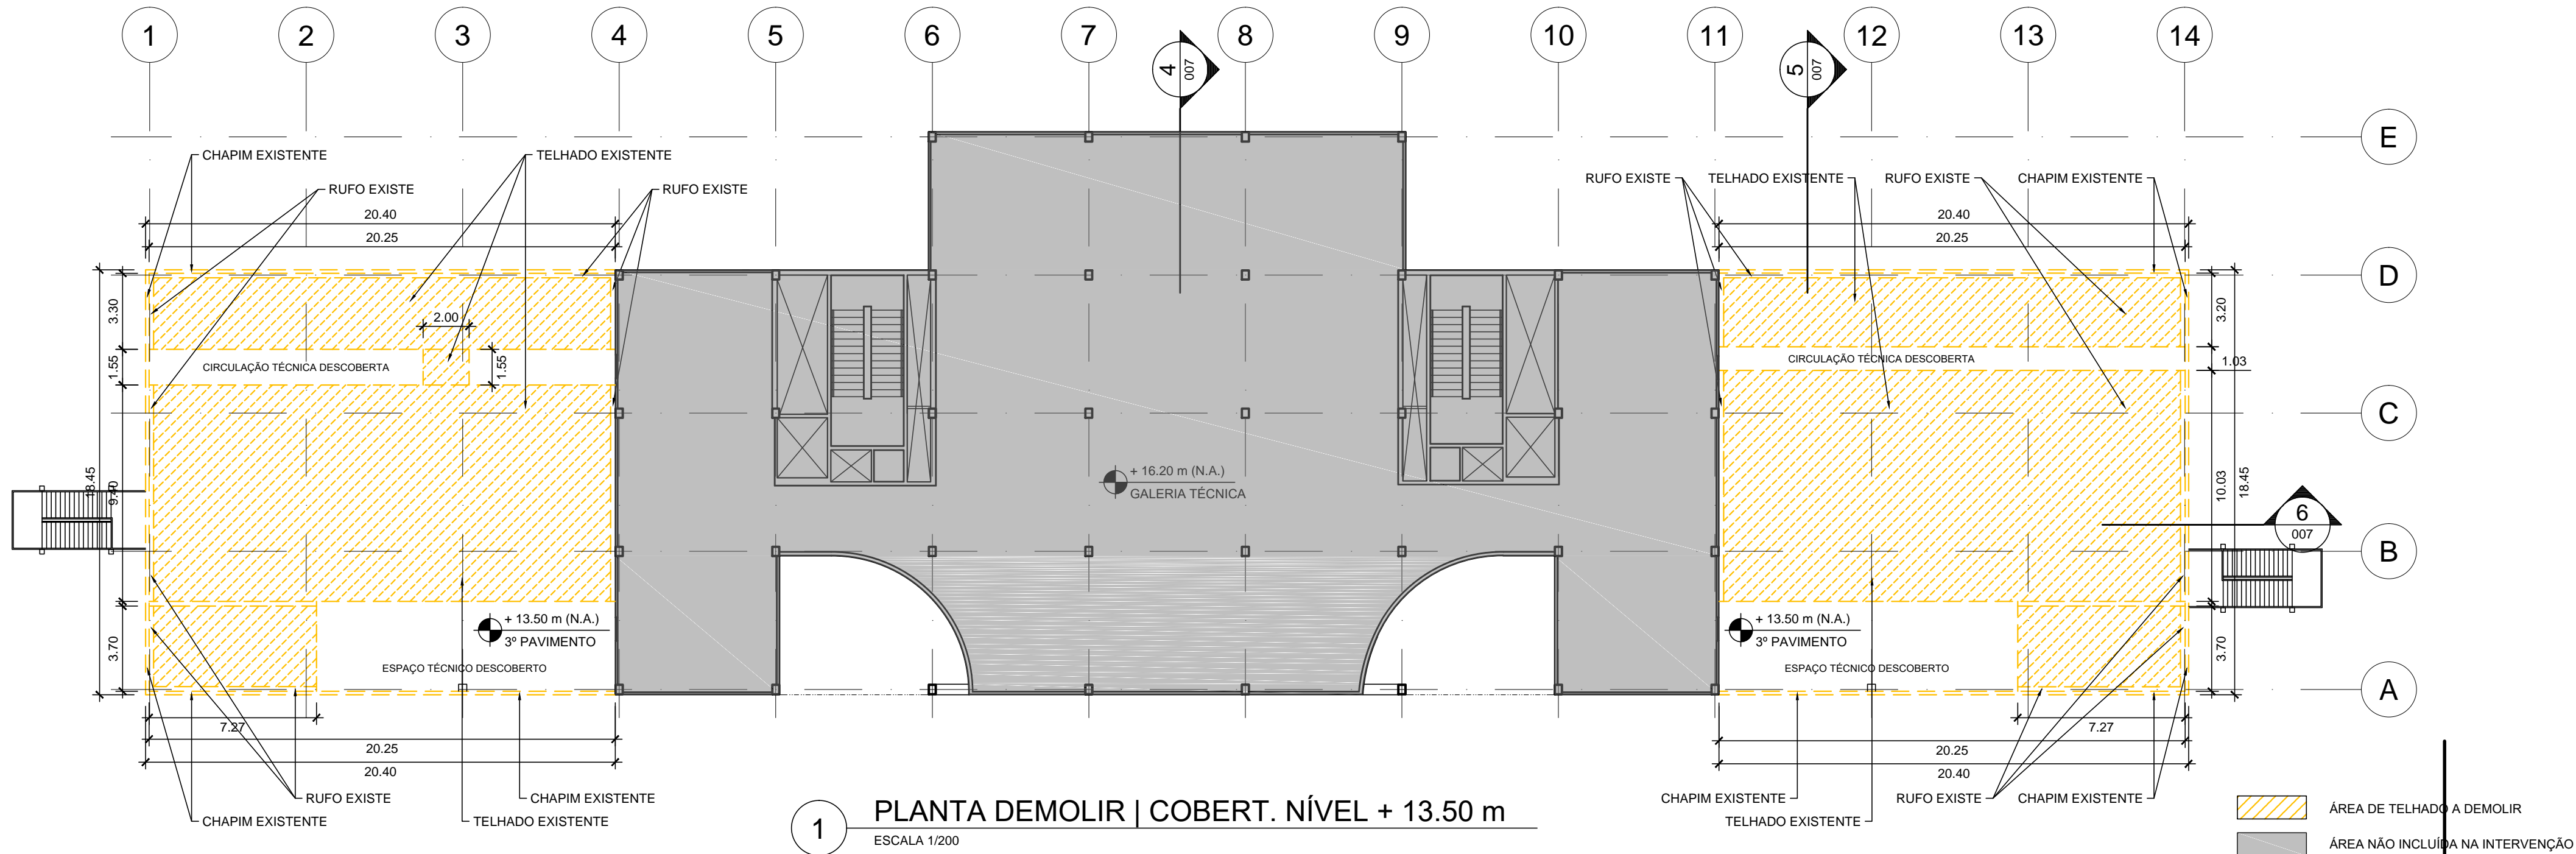 1 2 3 4 5 6 7 8 9 10 11 12 13 14
4
007
5
007
E
CHAPIM EXISTENTE
TELHADO EXISTENTE
RUFO EXISTE
RUFO EXISTE
RUFO EXISTE
TELHADO EXISTENTE
RUFO EXISTE
CHAPIM EXISTENTE
20.40
20.25
20.40
20.25
D
3.30
2.00
1.55
1.55
CIRCULAÇÃO TÉCNICA DESCOBERTA
CIRCULAÇÃO TÉCNICA DESCOBERTA
3.20
1.03
C
18.45
9.40
+ 16.20 m (N.A.)
GALERIA TÉCNICA
10.03
18.45
6
007
B
+ 13.50 m (N.A.)
3º PAVIMENTO
+ 13.50 m (N.A.)
3º PAVIMENTO
3.70
3.70
ESPAÇO TÉCNICO DESCOBERTO
ESPAÇO TÉCNICO DESCOBERTO
A
7.27
20.25
20.40
7.27
20.25
20.40
RUFO EXISTE
CHAPIM EXISTENTE
CHAPIM EXISTENTE
TELHADO EXISTENTE
CHAPIM EXISTENTE
RUFO EXISTE
CHAPIM EXISTENTE
TELHADO EXISTENTE
1
PLANTA DEMOLIR | COBERT. NÍVEL + 13.50 m
ESCALA 1/200
ÁREA DE TELHADO A DEMOLIR
ÁREA NÃO INCLUÍDA NA INTERVENÇÃO